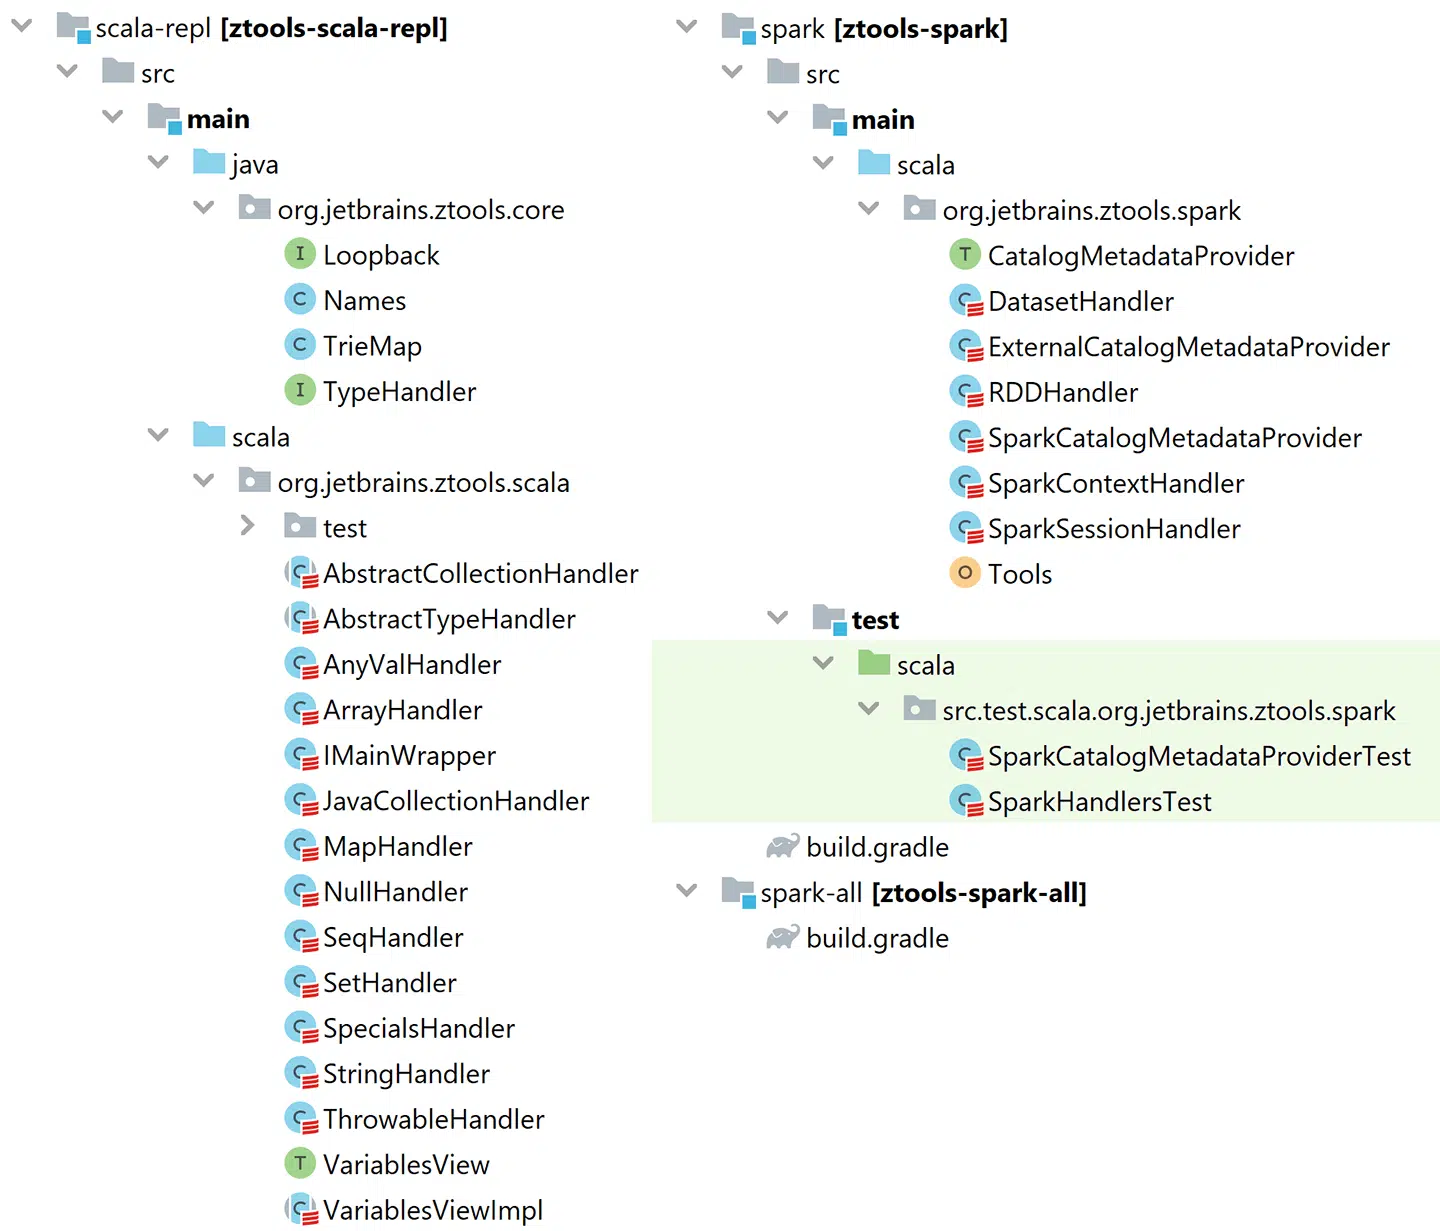 scala-repl [ztools-scala-repl]
src
main
java
org.jetbrains.ztools.core
I Loopback
C Names
C TrieMap
I TypeHandler
scala
org.jetbrains.ztools.scala
test
C AbstractCollectionHandler
C AbstractTypeHandler
C AnyValHandler
C ArrayHandler
C IMainWrapper
C JavaCollectionHandler
C MapHandler
C NullHandler
C SeqHandler
C SetHandler
C SpecialsHandler
C StringHandler
C ThrowableHandler
T VariablesView
C VariablesViewImpl
spark [ztools-spark]
src
main
scala
org.jetbrains.ztools.spark
T CatalogMetadataProvider
C DatasetHandler
C ExternalCatalogMetadataProvider
C RDDHandler
C SparkCatalogMetadataProvider
C SparkContextHandler
C SparkSessionHandler
O Tools
test
scala
src.test.scala.org.jetbrains.ztools.spark
C SparkCatalogMetadataProviderTest
C SparkHandlersTest
build.gradle
spark-all [ztools-spark-all]
build.gradle